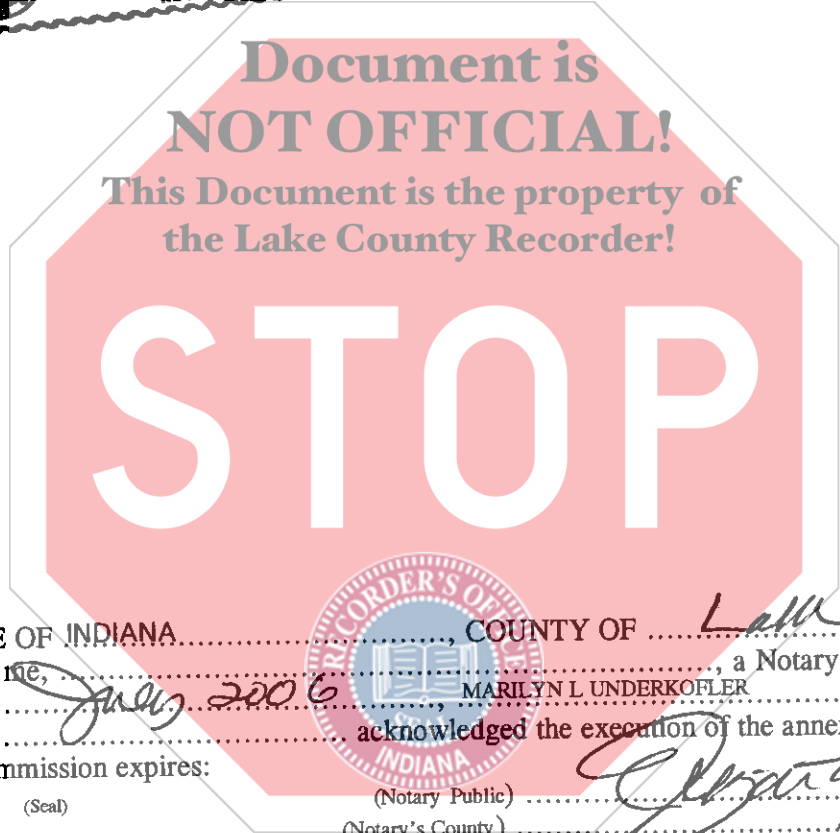 Document is
NOT OFFICIAL!
This Document is the property of
the Lake County Recorder!
STOP
RECORDER'S OFFICE
E OF INDIANA, COUNTY OF Lake
me, , a Notary
2006, MARILYN L UNDERKOFLER
acknowledged the execution of the anne
mmission expires:
SEAL
INDIANA
(Seal)
(Notary Public)
(Notary's County)